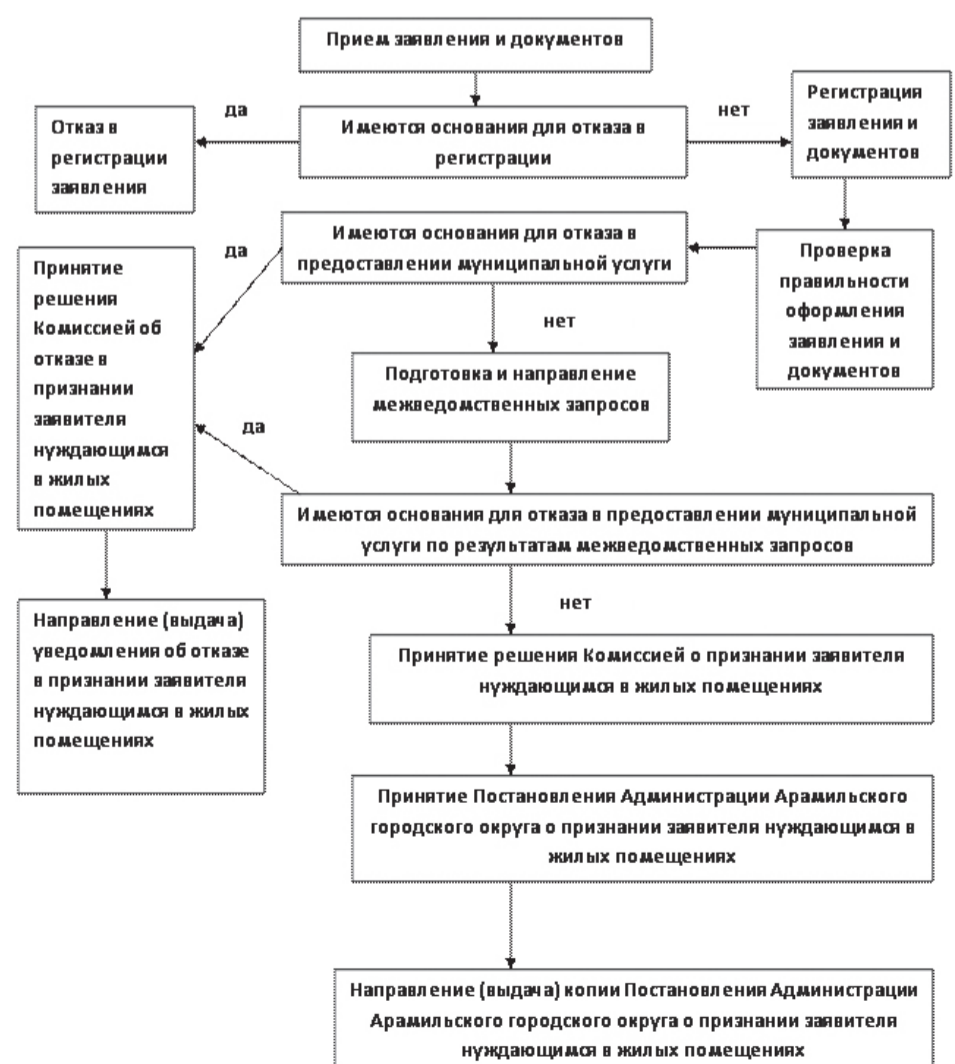 Прием заявления и документов
да
нет
Отказ в
регистрации
заявления
Имеются основания для отказа в
регистрации
Регистрация
заявления и
документов
Имеются основания для отказа в
предоставлении муниципальной услуги
Проверка
правильности
оформления
заявления и
документов
да
Принятие
решения
Комиссией об
отказе в
признании
заявителя
нуждающимся
в жилых
помещениях
нет
Подготовка и направление
межведомственных запросов
да
Имеются основания для отказа в предоставлении муниципальной
услуги по результатам межведомственных запросов
нет
Направление (выдача)
уведомления об отказе
в признании заявителя
нуждающимся в жилых
помещениях
Принятие решения Комиссией о признании заявителя
нуждающимся в жилых помещениях
Принятие Постановления Администрации Арамильского
городского округа о признании заявителя нуждающимся в
жилых помещениях
Направление (выдача) копии Постановления Администрации
Арамильского городского округа о признании заявителя
нуждающимся в жилых помещениях